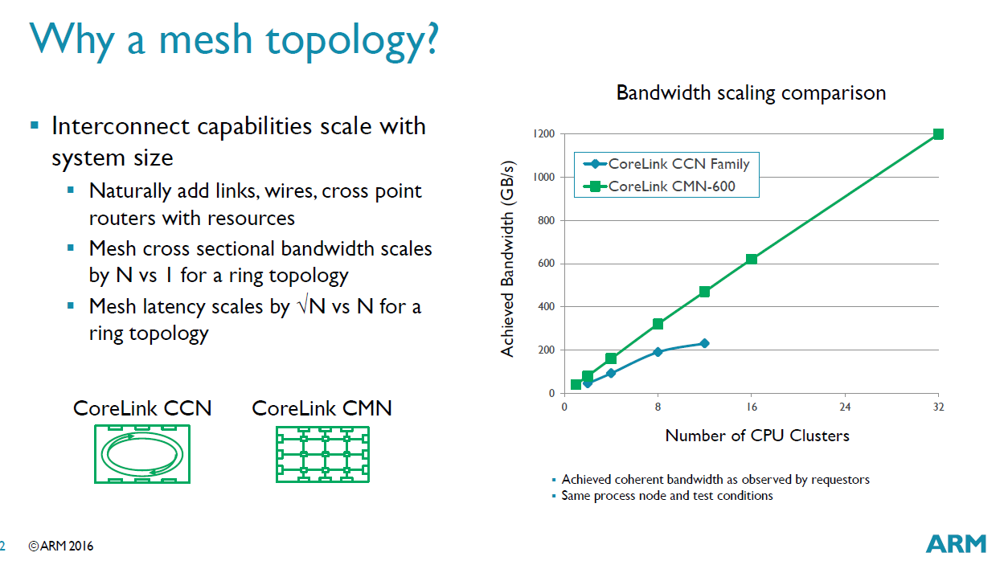 Why a mesh topology?
▪ Interconnect capabilities scale with
system size
▪ Naturally add links, wires, cross point
routers with resources
▪ Mesh cross sectional bandwidth scales
by N vs 1 for a ring topology
▪ Mesh latency scales by √N vs N for a
ring topology
CoreLink CCN
CoreLink CMN
Bandwidth scaling comparison
Achieved Bandwidth (GB/s)
1200
1000
800
600
400
200
0
CoreLink CCN Family
CoreLink CMN-600
0 8 16 24 32
Number of CPU Clusters
▪ Achieved coherent bandwidth as observed by requestors
▪ Same process node and test conditions
2 ©ARM 2016
ARM